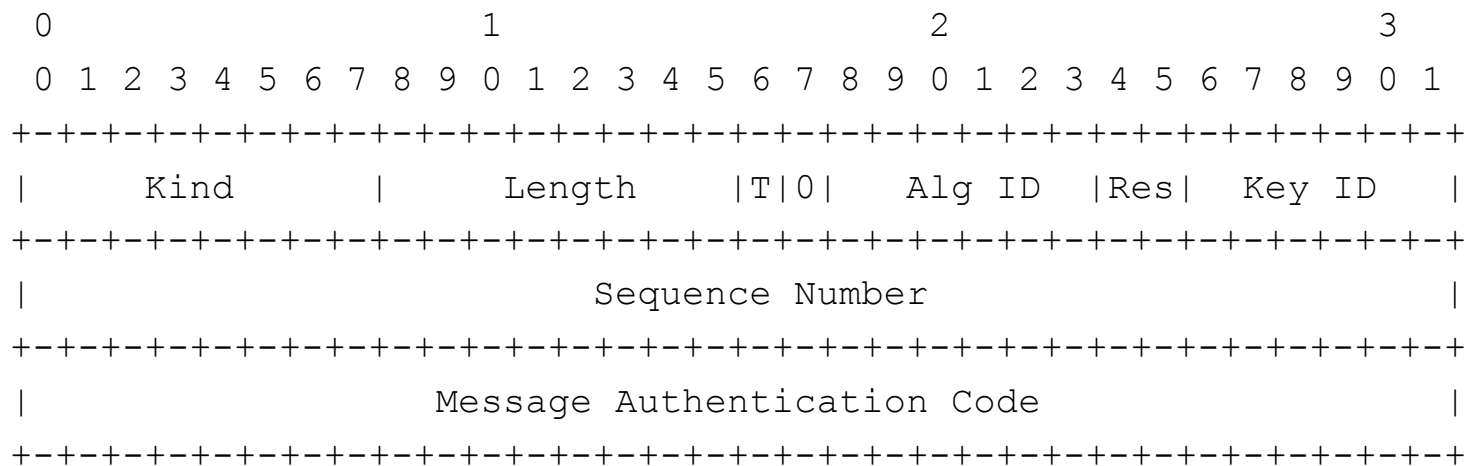 0                   1                   2                   3
 0 1 2 3 4 5 6 7 8 9 0 1 2 3 4 5 6 7 8 9 0 1 2 3 4 5 6 7 8 9 0 1
+-+-+-+-+-+-+-+-+-+-+-+-+-+-+-+-+-+-+-+-+-+-+-+-+-+-+-+-+-+-+-+-+
|     Kind      |     Length    |T|0|   Alg ID  |Res|  Key ID   |
+-+-+-+-+-+-+-+-+-+-+-+-+-+-+-+-+-+-+-+-+-+-+-+-+-+-+-+-+-+-+-+-+
|                         Sequence Number                       |
+-+-+-+-+-+-+-+-+-+-+-+-+-+-+-+-+-+-+-+-+-+-+-+-+-+-+-+-+-+-+-+-+
|                  Message Authentication Code                  |
+-+-+-+-+-+-+-+-+-+-+-+-+-+-+-+-+-+-+-+-+-+-+-+-+-+-+-+-+-+-+-+-+